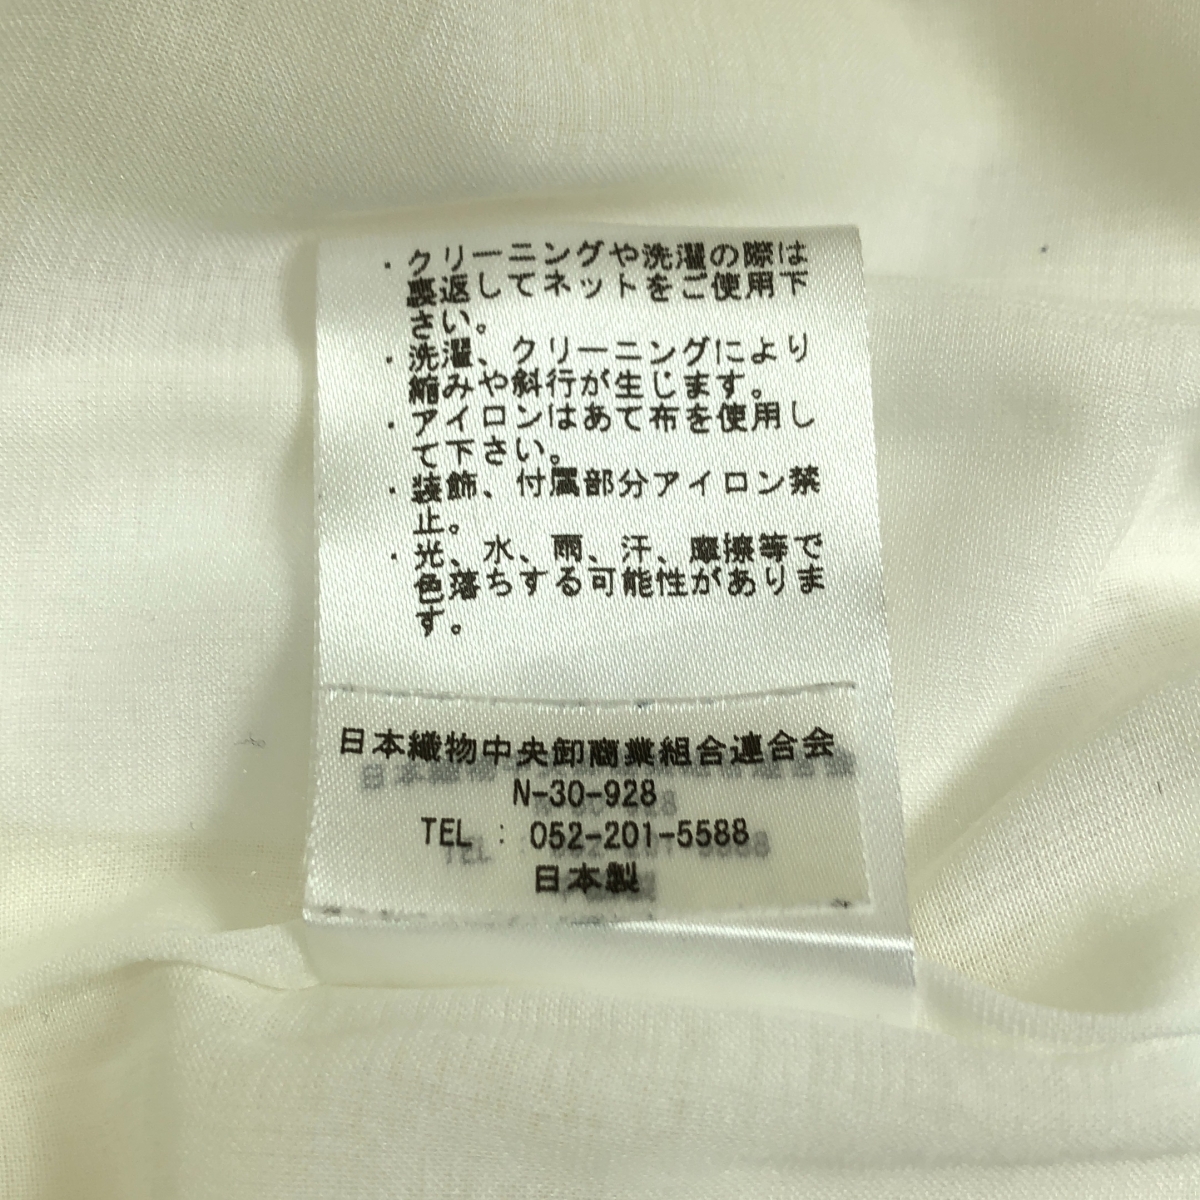 ・クリーニングや洗濯の際は
裏返してネットをご使用下
さい。
・洗濯、クリーニングにより
縮みや斜行が生じます。
・アイロンはあて布を使用し
て下さい。
・装飾、付属部分アイロン禁
止。
・光、水、雨、汗、摩擦等で
色落ちする可能性がありま
す。
日本織物中央卸商業組合連合会
N-30-928
TEL : 052-201-5588
日本製